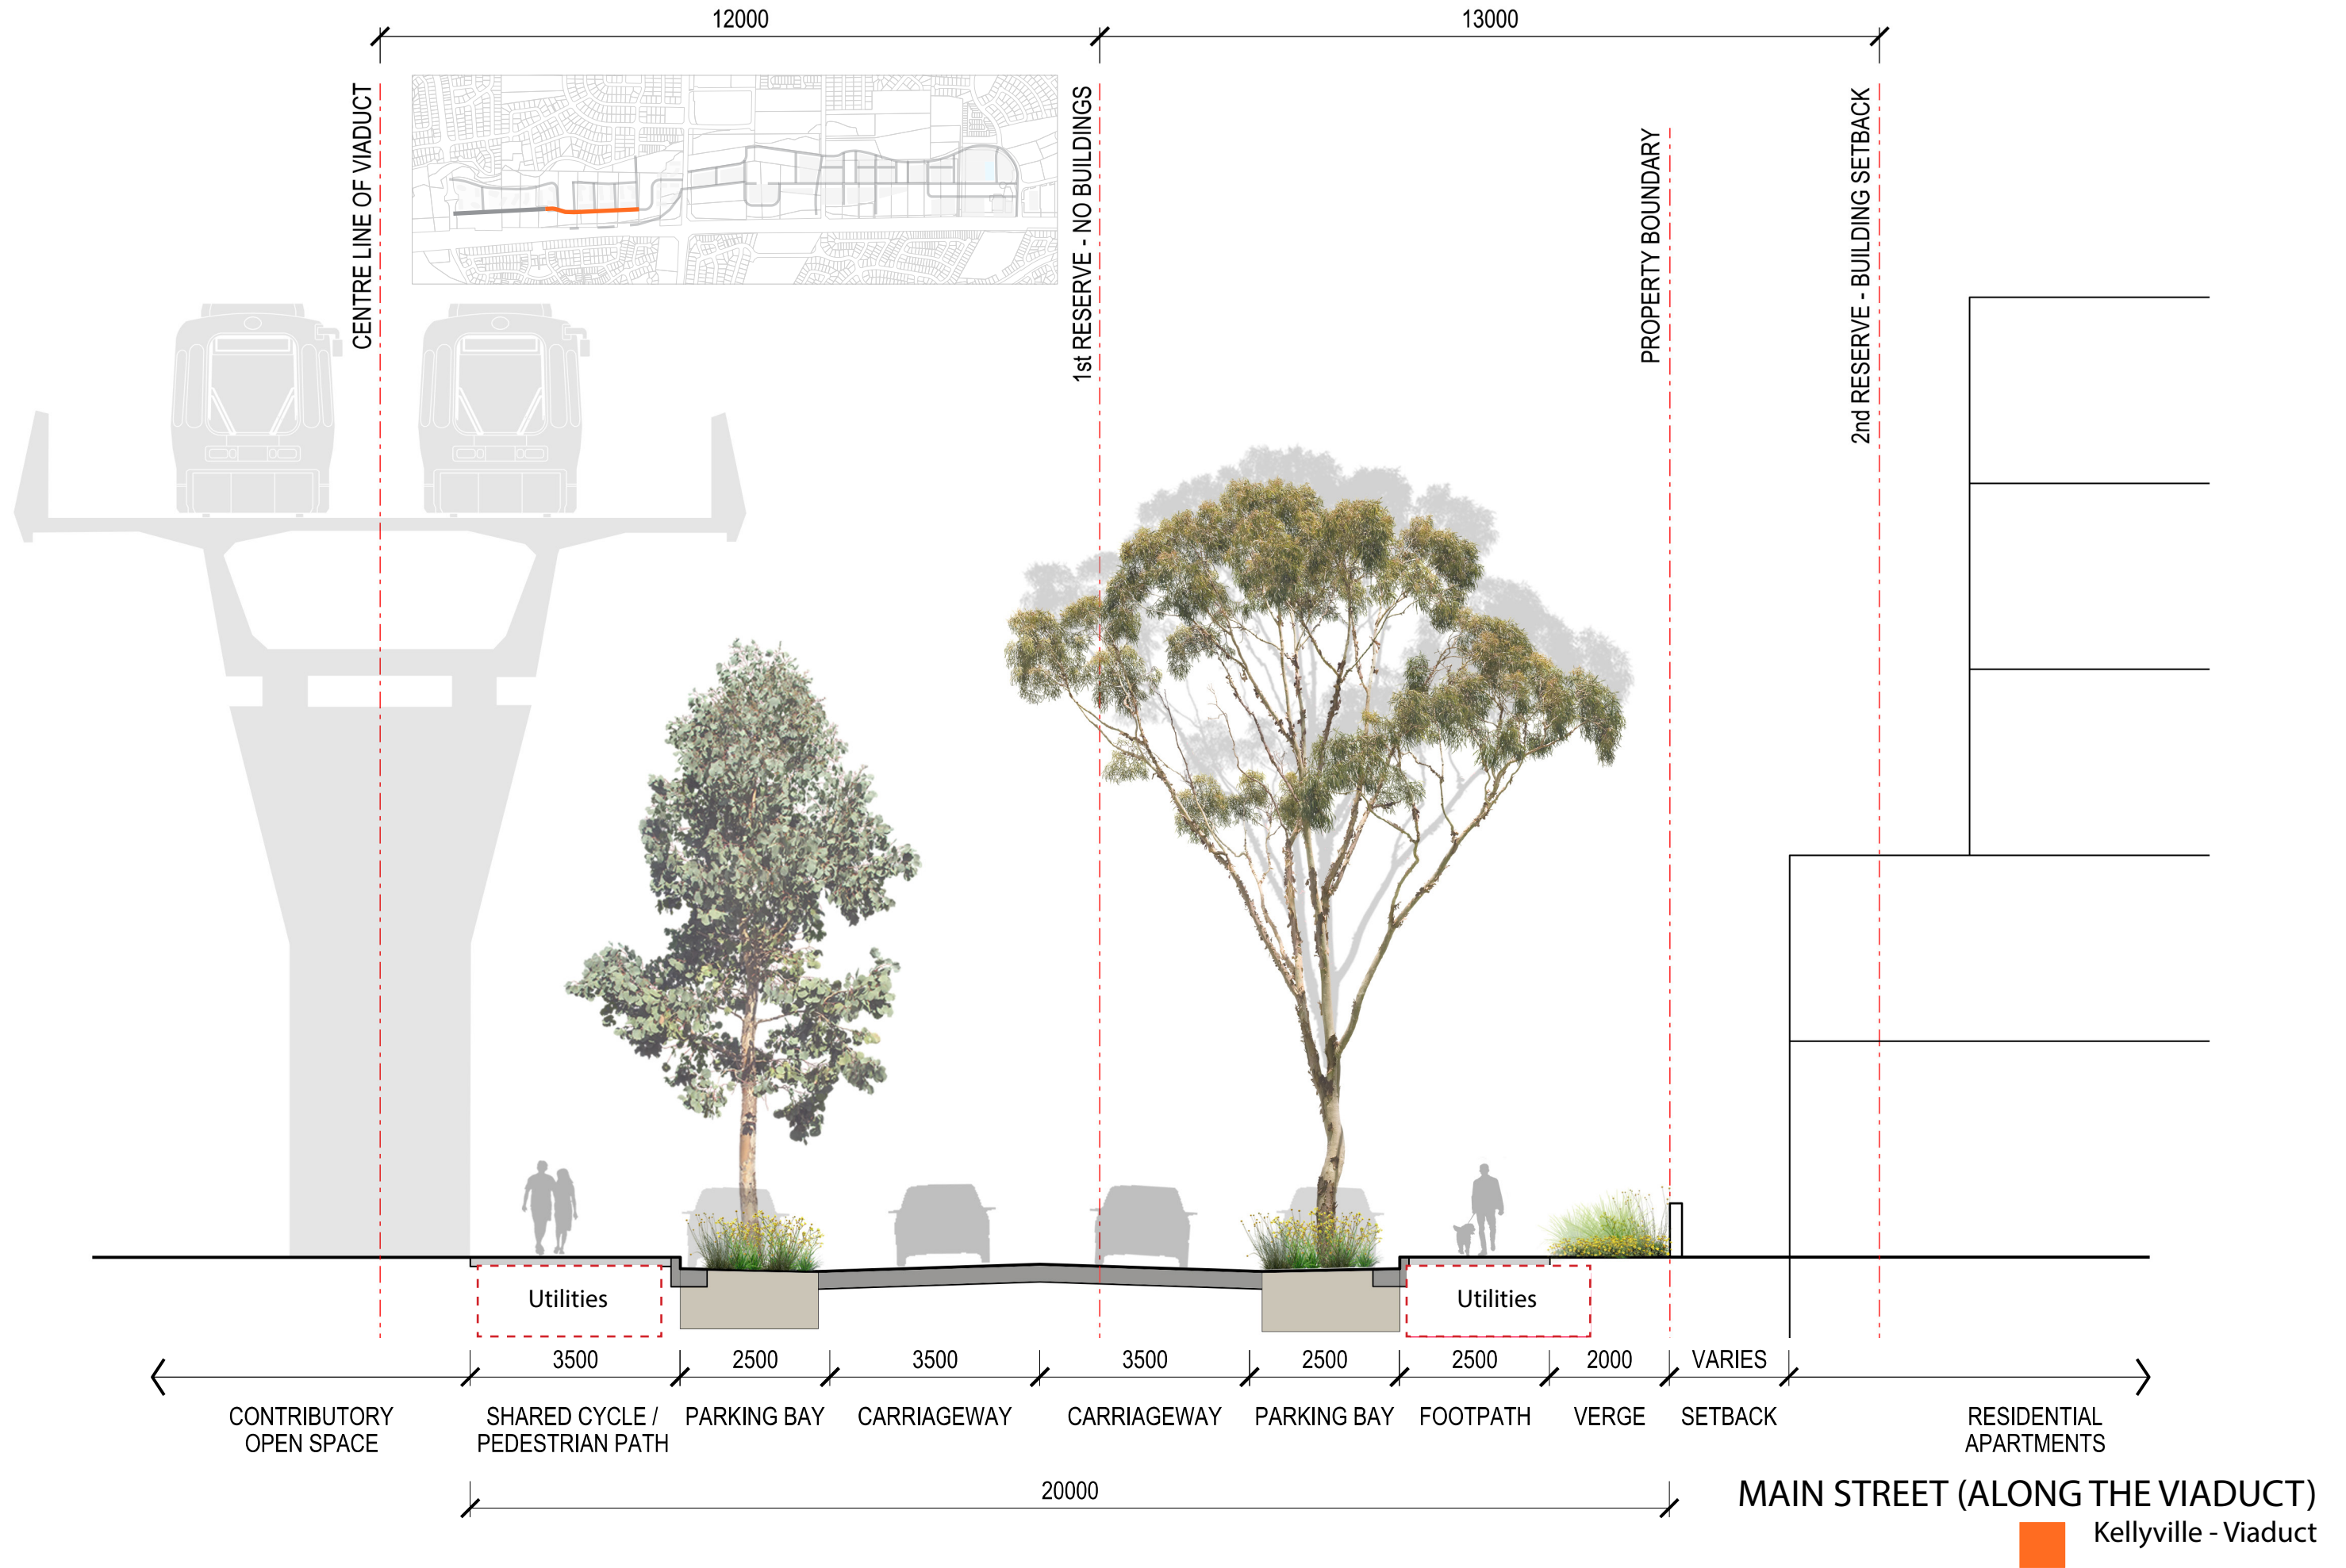 12000
13000
CENTRE LINE OF VIADUCT
1st RESERVE - NO BUILDINGS
PROPERTY BOUNDARY
2nd RESERVE - BUILDING SETBACK
Utilities
Utilities
3500
2500
3500
3500
2500
2500
2000
VARIES
CONTRIBUTORY
OPEN SPACE
SHARED CYCLE /
PEDESTRIAN PATH
PARKING BAY
CARRIAGEWAY
CARRIAGEWAY
PARKING BAY
FOOTPATH
VERGE
SETBACK
RESIDENTIAL
APARTMENTS
20000
MAIN STREET (ALONG THE VIADUCT)
Kellyville - Viaduct